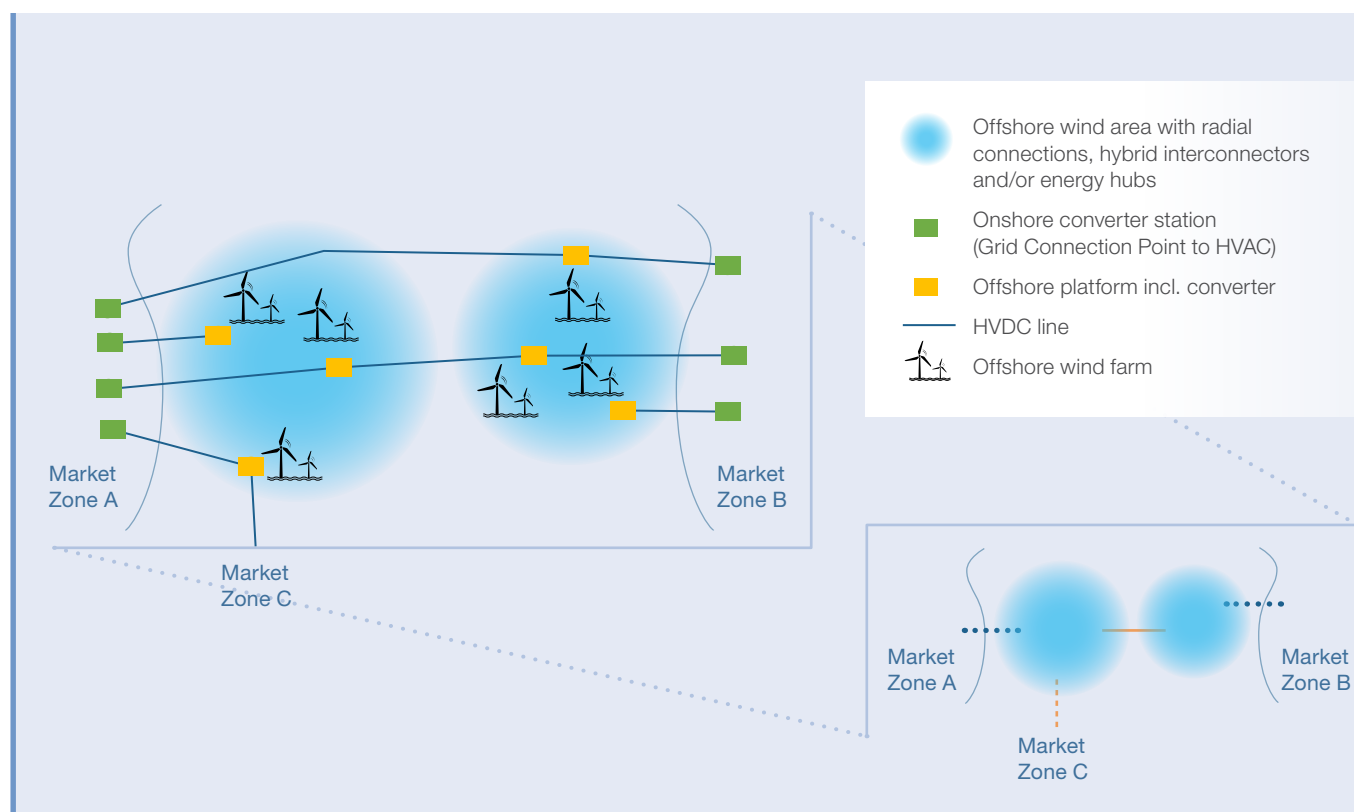 Offshore wind area with radial
connections, hybrid interconnectors
and/or energy hubs
Onshore converter station
(Grid Connection Point to HVAC)
Offshore platform incl. converter
HVDC line
Offshore wind farm
Market
Zone A
Market
Zone B
Market
Zone C
Market
Zone A
Market
Zone B
Market
Zone C